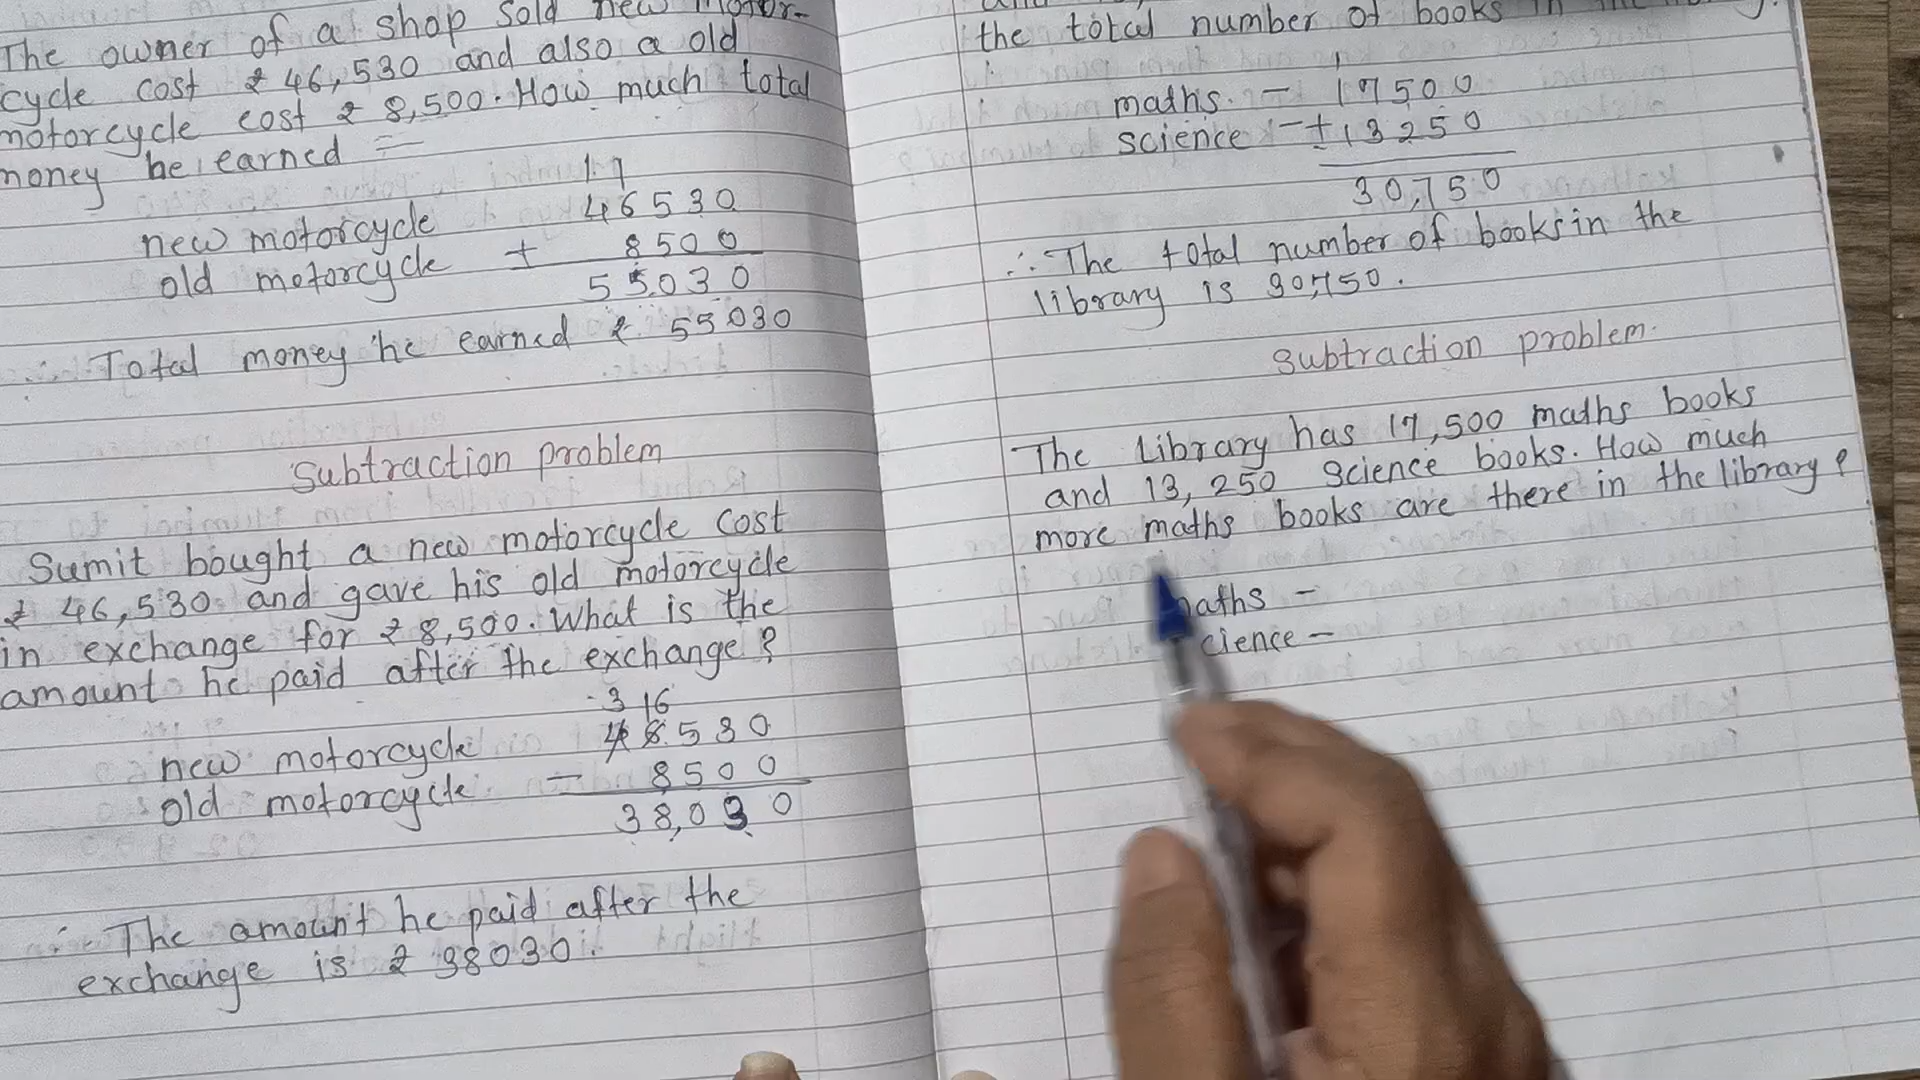 The owner of a shop sold new motor-
cycle cost ₹ 46,530 and also a old
motorcycle cost ₹ 8,500. How much total
money he earned =
1 1
new motorcycle 46530
old motorcycle + 8500
55030
∴ Total money he earned ₹ 55030
Subtraction problem
Sumit bought a new motorcycle cost
₹ 46,530 and gave his old motorcycle
in exchange for ₹ 8,500. What is the
amount he paid after the exchange?
3 16
new motorcycle 46530
old motorcycle - 8500
38,030
∴ The amount he paid after the
exchange is ₹ 38030.
the total number of books in the
1
maths. - 17500
science - +13250
30,750
∴ The total number of books in the
library is 30,750.
Subtraction problem.
The Library has 17,500 maths books
and 13,250 Science books. How much
more maths books are there in the library?
maths -
cience -